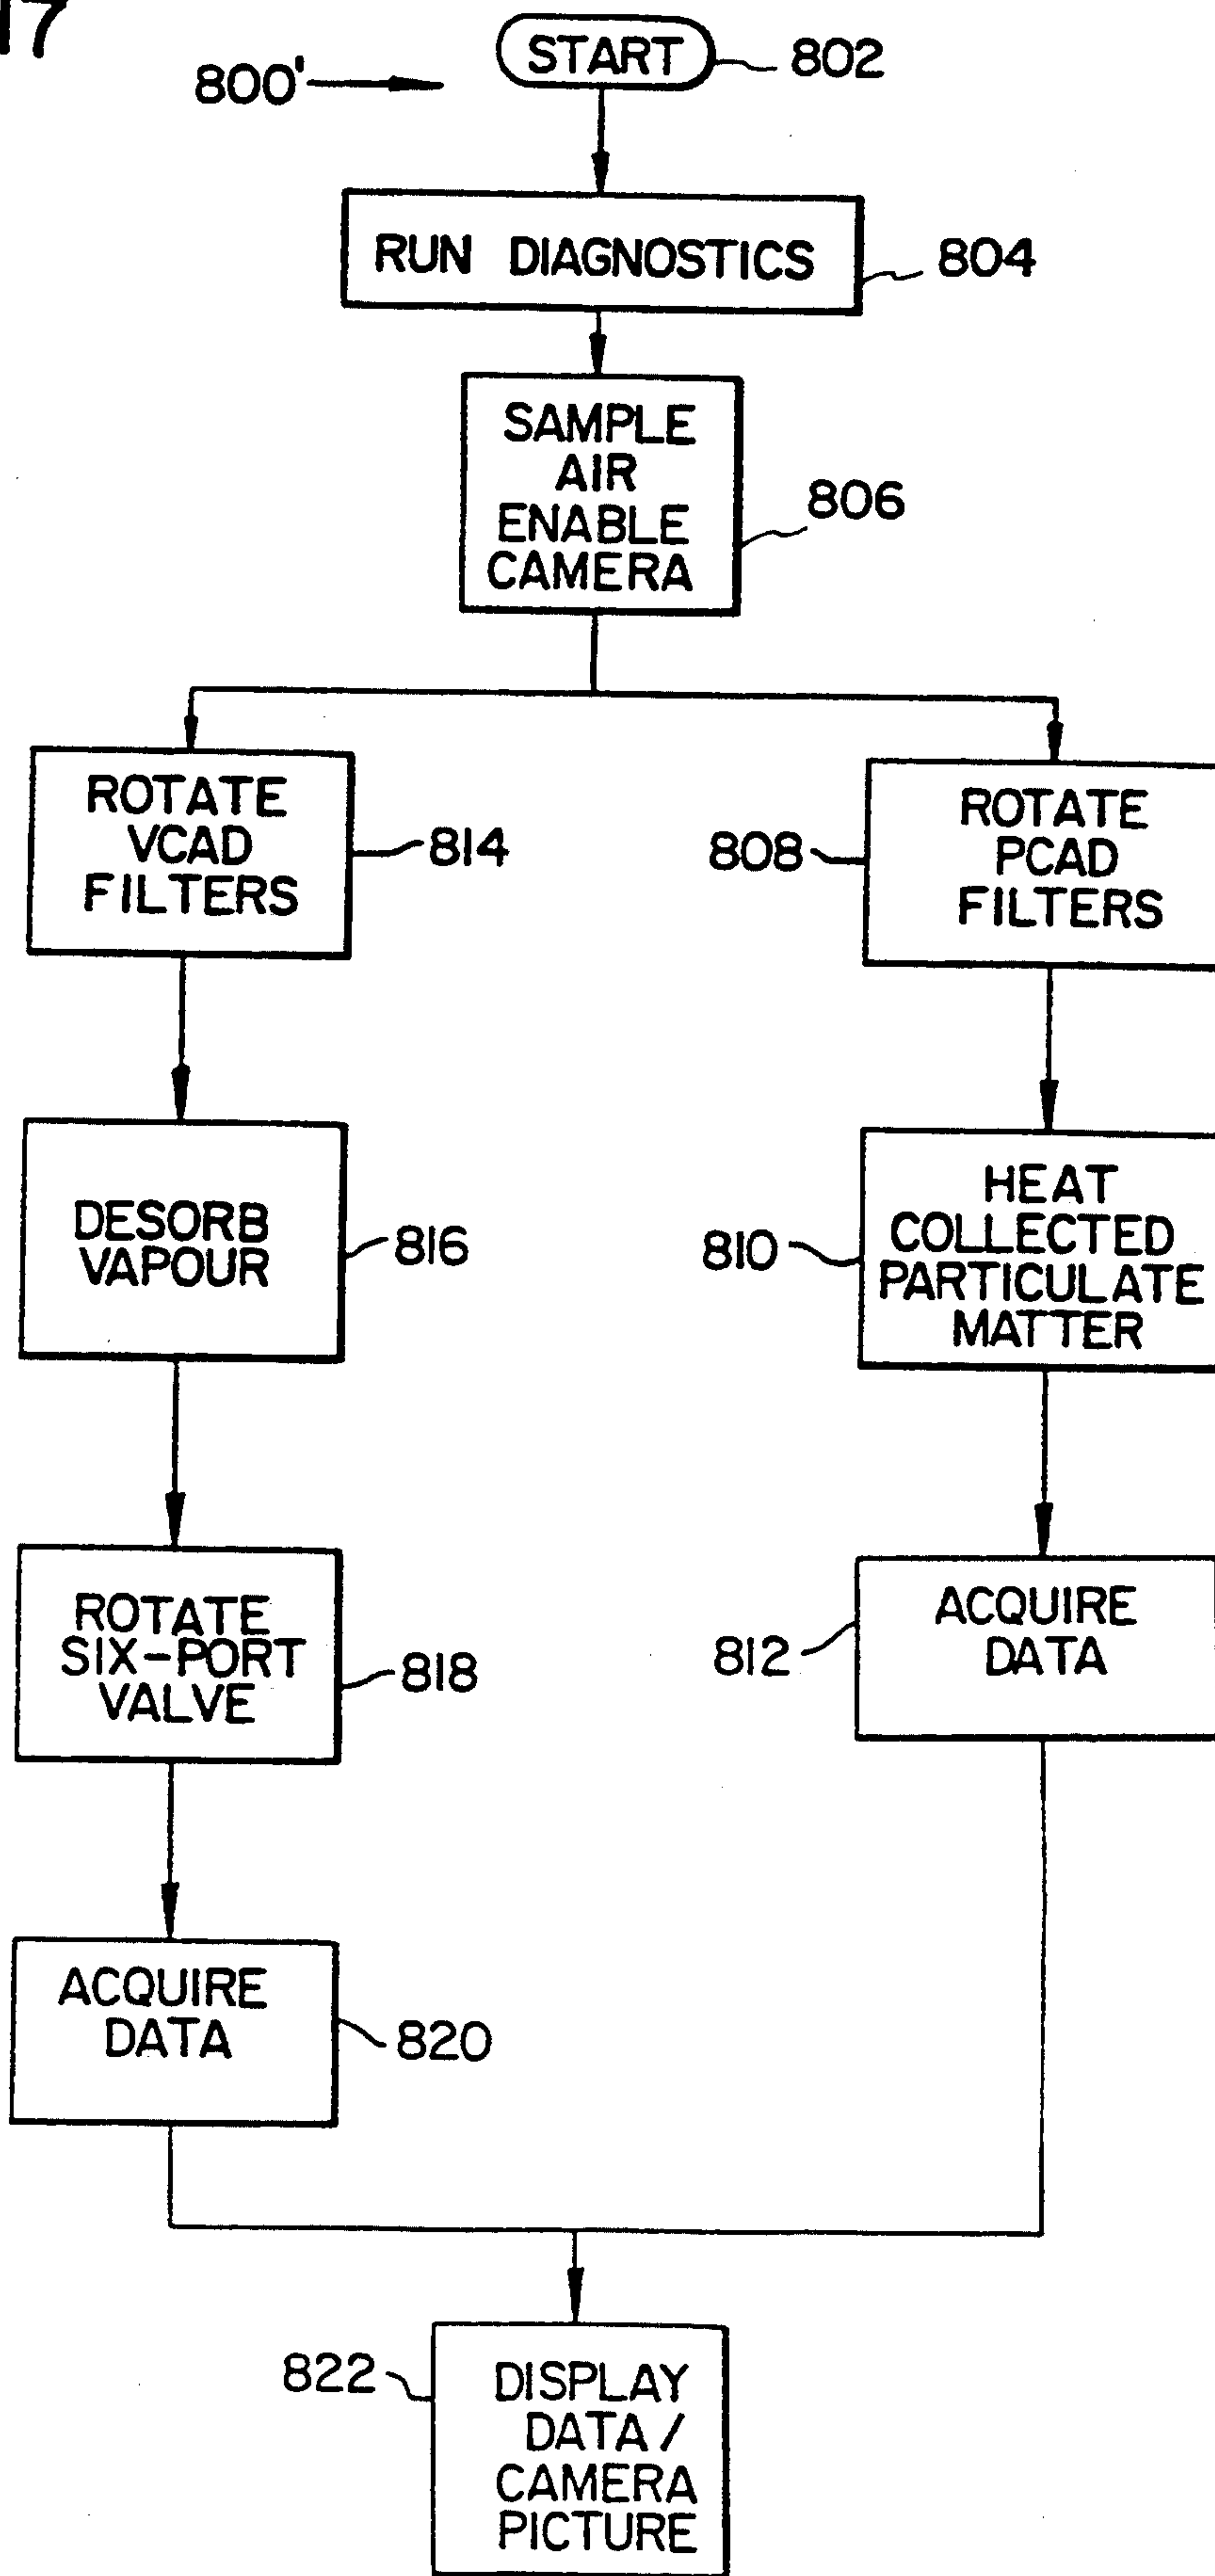 17
START
802
800'
RUN DIAGNOSTICS
804
SAMPLE
AIR
ENABLE
CAMERA
806
ROTATE
VCAD
FILTERS
814
808
ROTATE
PCAD
FILTERS
DESORB
VAPOUR
816
810
HEAT
COLLECTED
PARTICULATE
MATTER
ROTATE
SIX-PORT
VALVE
818
812
ACQUIRE
DATA
ACQUIRE
DATA
820
822
DISPLAY
DATA/
CAMERA
PICTURE